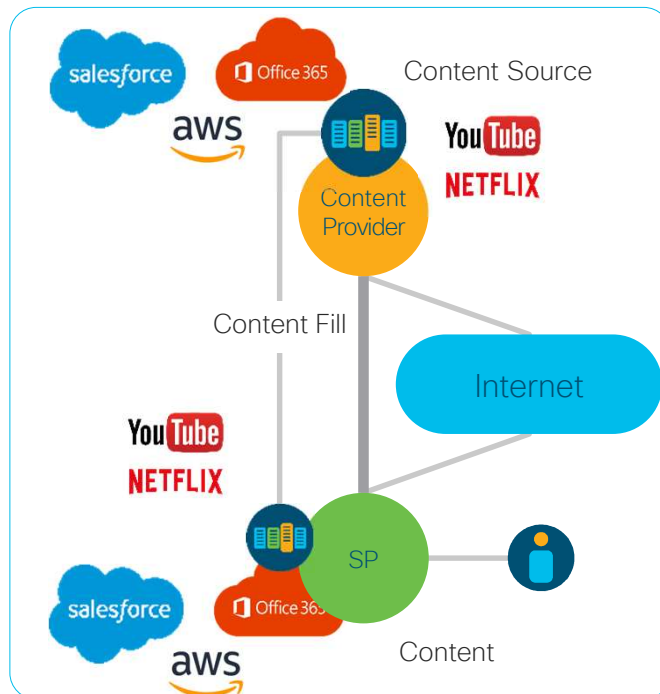 salesforce
Office 365
Content Source
aws
YouTube
NETFLIX
Content
Provider
Content Fill
Internet
YouTube
NETFLIX
SP
salesforce
Office 365
Content
aws